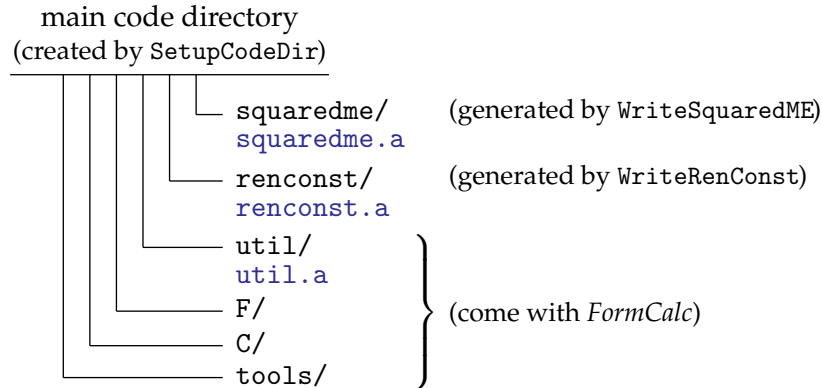 main code directory
(created by SetupCodeDir)
squaredme/ (generated by WriteSquaredME)
squaredme.a
renconst/ (generated by WriteRenConst)
renconst.a
util/
util.a
F/ (come with FormCalc)
C/
tools/